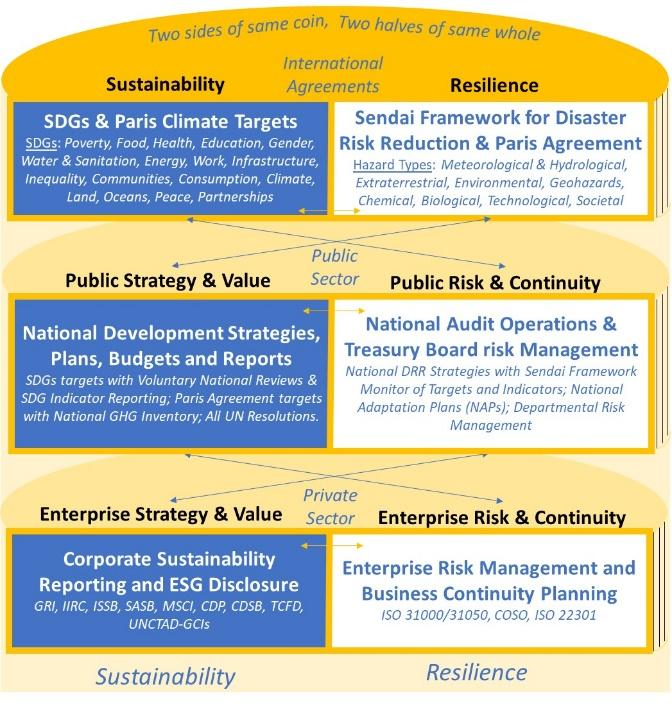 Two sides of same coin, Two halves of same whole
International
Agreements
Sustainability
Resilience
SDGs & Paris Climate Targets
SDGs: Poverty, Food, Health, Education, Gender,
Water & Sanitation, Energy, Work, Infrastructure,
Inequality, Communities, Consumption, Climate,
Land, Oceans, Peace, Partnerships
Sendai Framework for Disaster
Risk Reduction & Paris Agreement
Hazard Types: Meteorological & Hydrological,
Extraterrestrial, Environmental, Geohazards,
Chemical, Biological, Technological, Societal
Public
Sector
Public Strategy & Value
Public Risk & Continuity
National Development Strategies,
Plans, Budgets and Reports
SDGs targets with Voluntary National Reviews &
SDG Indicator Reporting; Paris Agreement targets
with National GHG Inventory; All UN Resolutions.
National Audit Operations &
Treasury Board risk Management
National DRR Strategies with Sendai Framework
Monitor of Targets and Indicators; National
Adaptation Plans (NAPs); Departmental Risk
Management
Private
Sector
Enterprise Strategy & Value
Enterprise Risk & Continuity
Corporate Sustainability
Reporting and ESG Disclosure
GRI, IIRC, ISSB, SASB, MSCI, CDP, CDSB, TCFD,
UNCTAD-GCIs
Enterprise Risk Management and
Business Continuity Planning
ISO 31000/31050, COSO, ISO 22301
Sustainability
Resilience